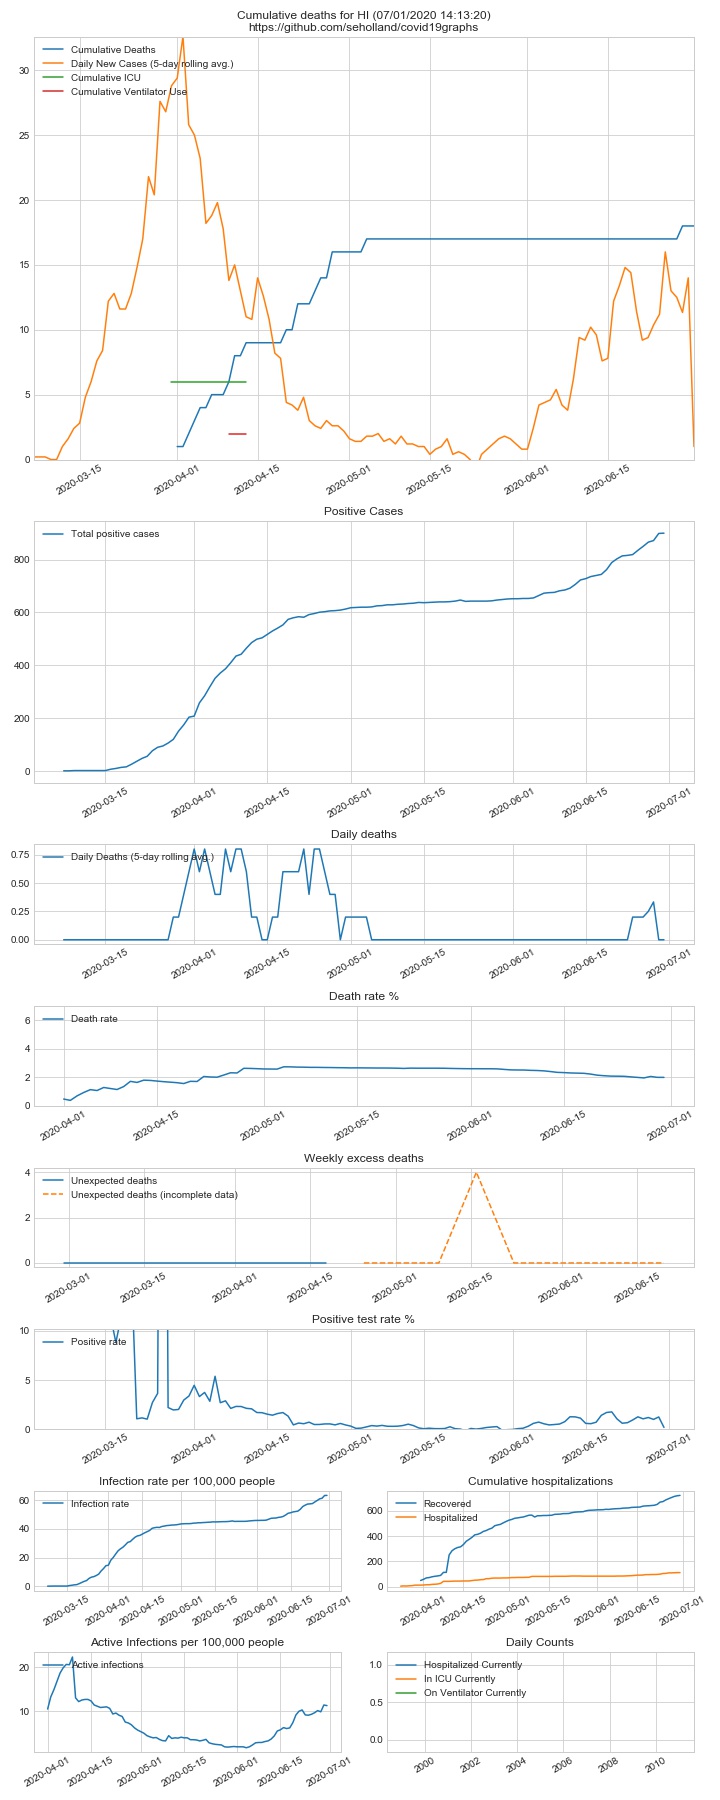 Cumulative deaths for HI (07/01/2020 14:13:20)
https://github.com/seholland/covid19graphs
Cumulative Deaths
Daily New Cases (5-day rolling avg.)
Cumulative ICU
Cumulative Ventilator Use
30
25
20
15
10
5
0
2020-03-15 2020-04-01 2020-04-15 2020-05-01 2020-05-15 2020-06-01 2020-06-15
Positive Cases
Total positive cases
800
600
400
200
0
2020-03-15 2020-04-01 2020-04-15 2020-05-01 2020-05-15 2020-06-01 2020-06-15 2020-07-01
Daily deaths
Daily Deaths (5-day rolling avg.)
0.75
0.50
0.25
0.00
2020-03-15 2020-04-01 2020-04-15 2020-05-01 2020-05-15 2020-06-01 2020-06-15 2020-07-01
Death rate %
Death rate
6
4
2
0
2020-04-01 2020-04-15 2020-05-01 2020-05-15 2020-06-01 2020-06-15 2020-07-01
Weekly excess deaths
Unexpected deaths
Unexpected deaths (incomplete data)
4
2
0
2020-03-01 2020-03-15 2020-04-01 2020-04-15 2020-05-01 2020-05-15 2020-06-01 2020-06-15
Positive test rate %
Positive rate
10
5
0
2020-03-15 2020-04-01 2020-04-15 2020-05-01 2020-05-15 2020-06-01 2020-06-15 2020-07-01
Infection rate per 100,000 people
Infection rate
60
40
20
0
2020-03-15 2020-04-01 2020-04-15 2020-05-01 2020-05-15 2020-06-01 2020-06-15 2020-07-01
Cumulative hospitalizations
Recovered
Hospitalized
600
400
200
0
2020-04-01 2020-04-15 2020-05-01 2020-05-15 2020-06-01 2020-06-15 2020-07-01
Active Infections per 100,000 people
Active infections
20
10
2020-04-01 2020-04-15 2020-05-01 2020-05-15 2020-06-01 2020-06-15 2020-07-01
Daily Counts
Hospitalized Currently
In ICU Currently
On Ventilator Currently
1.0
0.5
0.0
2000 2002 2004 2006 2008 2010